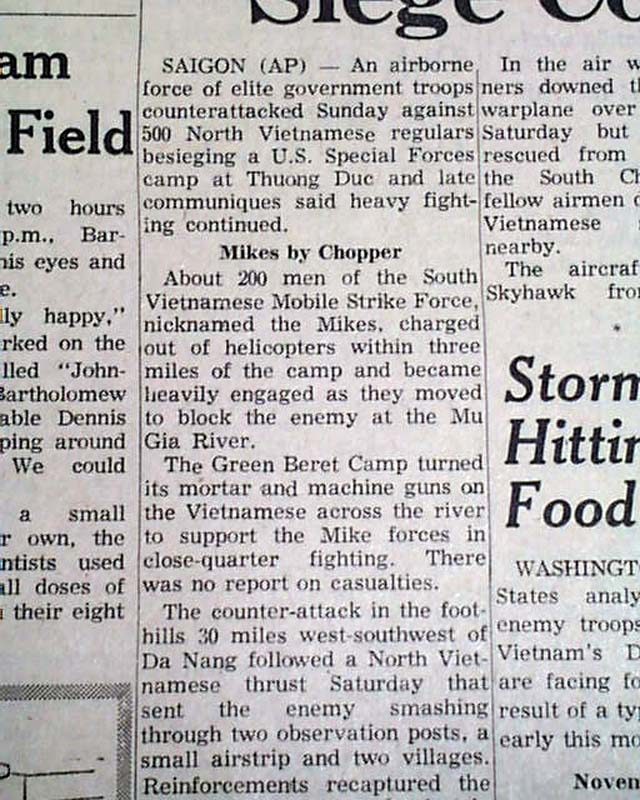 Siege Co
am
Field
two hours
p.m., Bar-
his eyes and
e.
lly happy,"
rked on the
lled "John-
Bartholomew
able Dennis
ping around
We could
a small
r own, the
ntists used
all doses of
their eight
SAIGON (AP) — An airborne
force of elite government troops
counterattacked Sunday against
500 North Vietnamese regulars
besieging a U.S. Special Forces
camp at Thuong Duc and late
communiques said heavy fight-
ing continued.
Mikes by Chopper
About 200 men of the South
Vietnamese Mobile Strike Force,
nicknamed the Mikes, charged
out of helicopters within three
miles of the camp and became
heavily engaged as they moved
to block the enemy at the Mu
Gia River.
The Green Beret Camp turned
its mortar and machine guns on
the Vietnamese across the river
to support the Mike forces in
close-quarter fighting. There
was no report on casualties.
The counter-attack in the foot-
hills 30 miles west-southwest of
Da Nang followed a North Viet-
namese thrust Saturday that
sent the enemy smashing
through two observation posts, a
small airstrip and two villages.
Reinforcements recaptured the
In the air w
ners downed th
warplane over
Saturday but
rescued from
the South Ch
fellow airmen o
Vietnamese s
nearby.
The aircraf
Skyhawk fro
Storm
Hittin
Food
WASHINGTO
States analy
enemy troops
Vietnam's D
are facing fo
result of a ty
early this mo
Novem